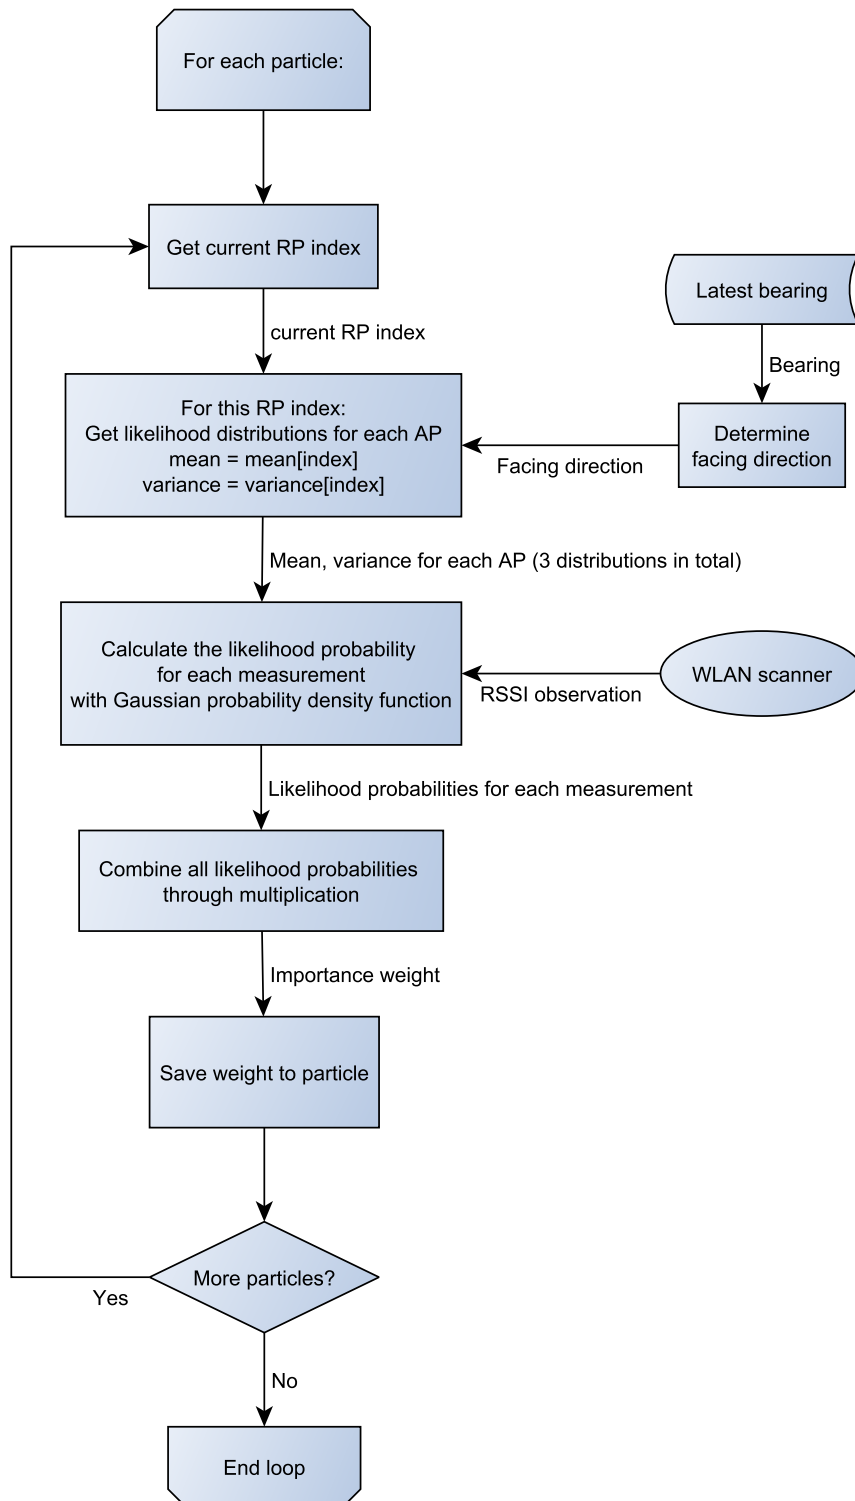 For each particle:
Get current RP index
Latest bearing
current RP index
Bearing
For this RP index:
Get likelihood distributions for each AP
mean = mean[index]
variance = variance[index]
Determine
facing direction
Facing direction
Mean, variance for each AP (3 distributions in total)
Calculate the likelihood probability
for each measurement
with Gaussian probability density function
WLAN scanner
RSSI observation
Likelihood probabilities for each measurement
Combine all likelihood probabilities
through multiplication
Importance weight
Save weight to particle
More particles?
Yes
No
End loop